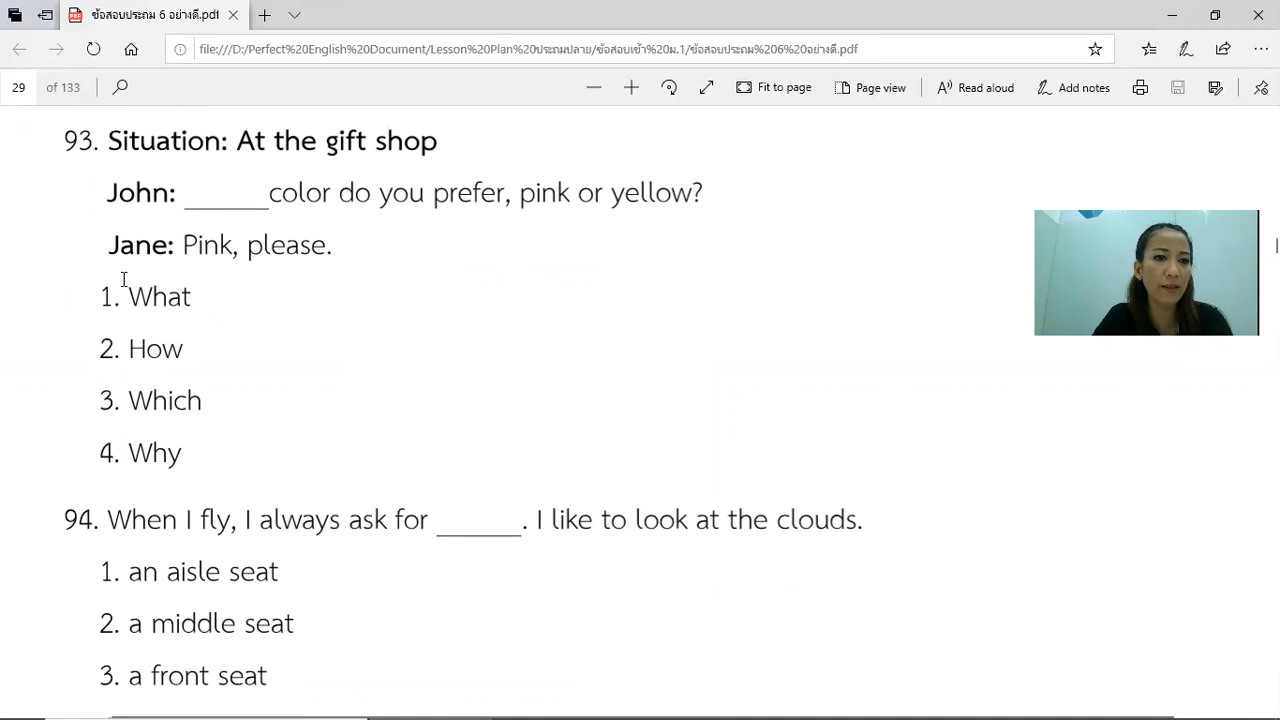 ข้อสอบประถม 6 อย่างดี.pdf
file:///D:/Perfect%20English%20Document/Lesson%20Plan%20ประถมปลาย/ข้อสอบเข้า%20ม.1/ข้อสอบประถม%206%20อย่างดี.pdf
29 of 133 Fit to page Page view Read aloud Add notes
93. Situation: At the gift shop
John: ______color do you prefer, pink or yellow?
Jane: Pink, please.
1. What
2. How
3. Which
4. Why
94. When I fly, I always ask for ______. I like to look at the clouds.
1. an aisle seat
2. a middle seat
3. a front seat